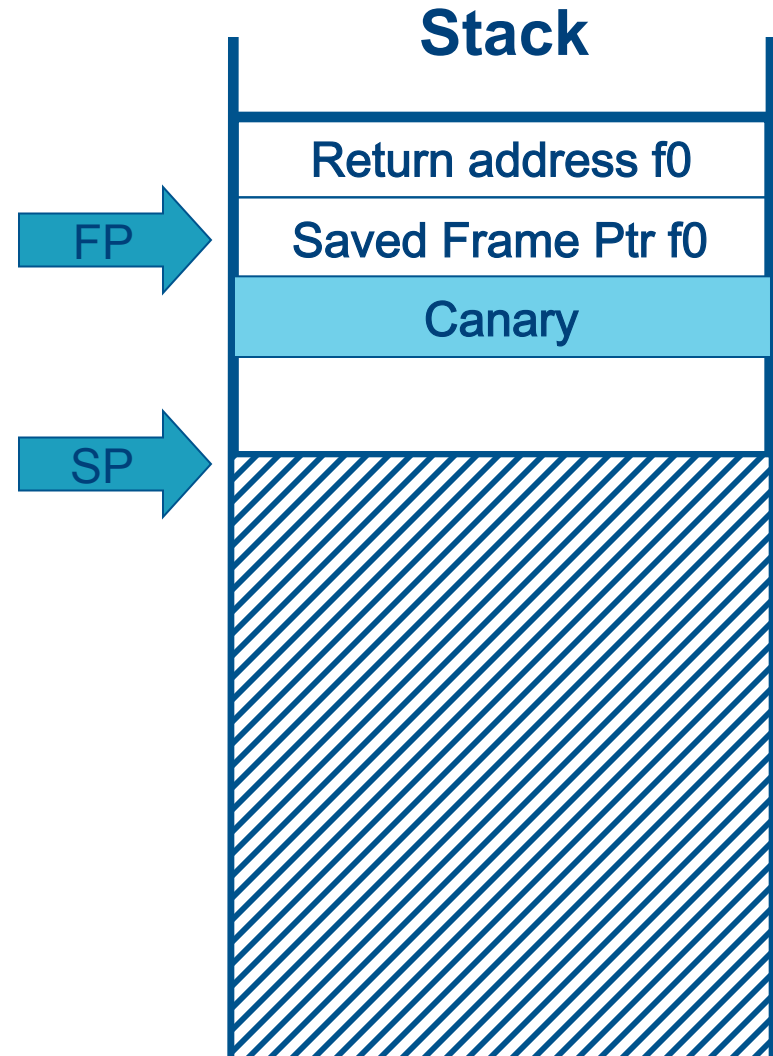 Stack
Return address f0
FP
Saved Frame Ptr f0
Canary
SP